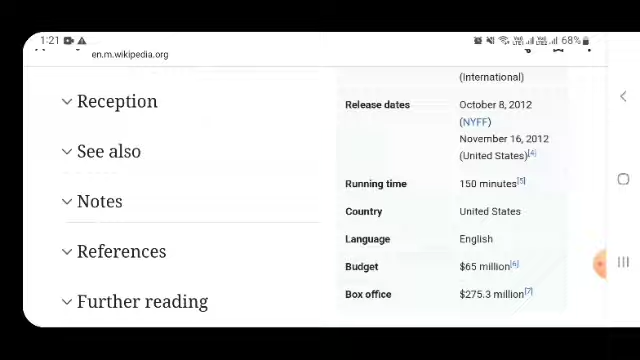 1:21
68%
en.m.wikipedia.org
Reception
See also
Notes
References
Further reading
(International)
Release dates October 8, 2012
(NYFF)
November 16, 2012
(United States)[4]
Running time 150 minutes[5]
Country United States
Language English
Budget $65 million[6]
Box office $275.3 million[7]